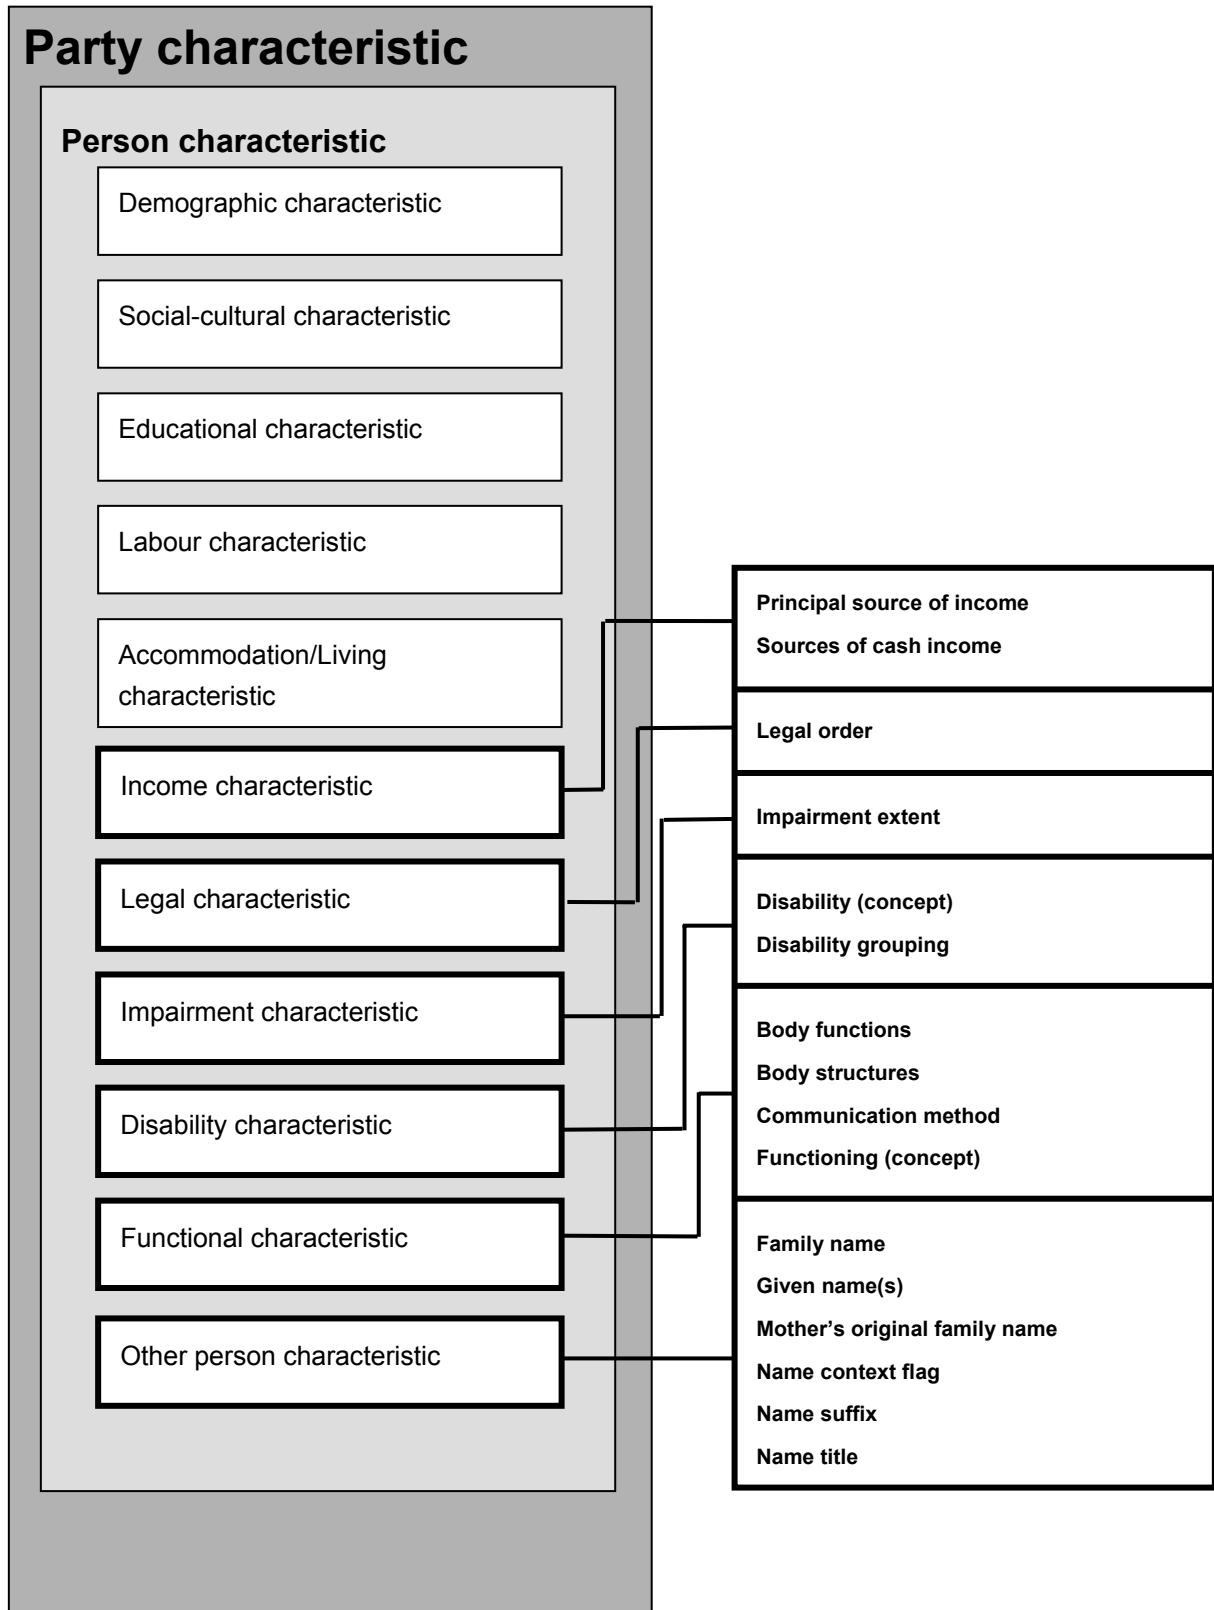 Party characteristic
Person characteristic
Demographic characteristic
Social-cultural characteristic
Educational characteristic
Labour characteristic
Accommodation/Living
characteristic
Income characteristic
Legal characteristic
Impairment characteristic
Disability characteristic
Functional characteristic
Other person characteristic
Principal source of income
Sources of cash income
Legal order
Impairment extent
Disability (concept)
Disability grouping
Body functions
Body structures
Communication method
Functioning (concept)
Family name
Given name(s)
Mother’s original family name
Name context flag
Name suffix
Name title